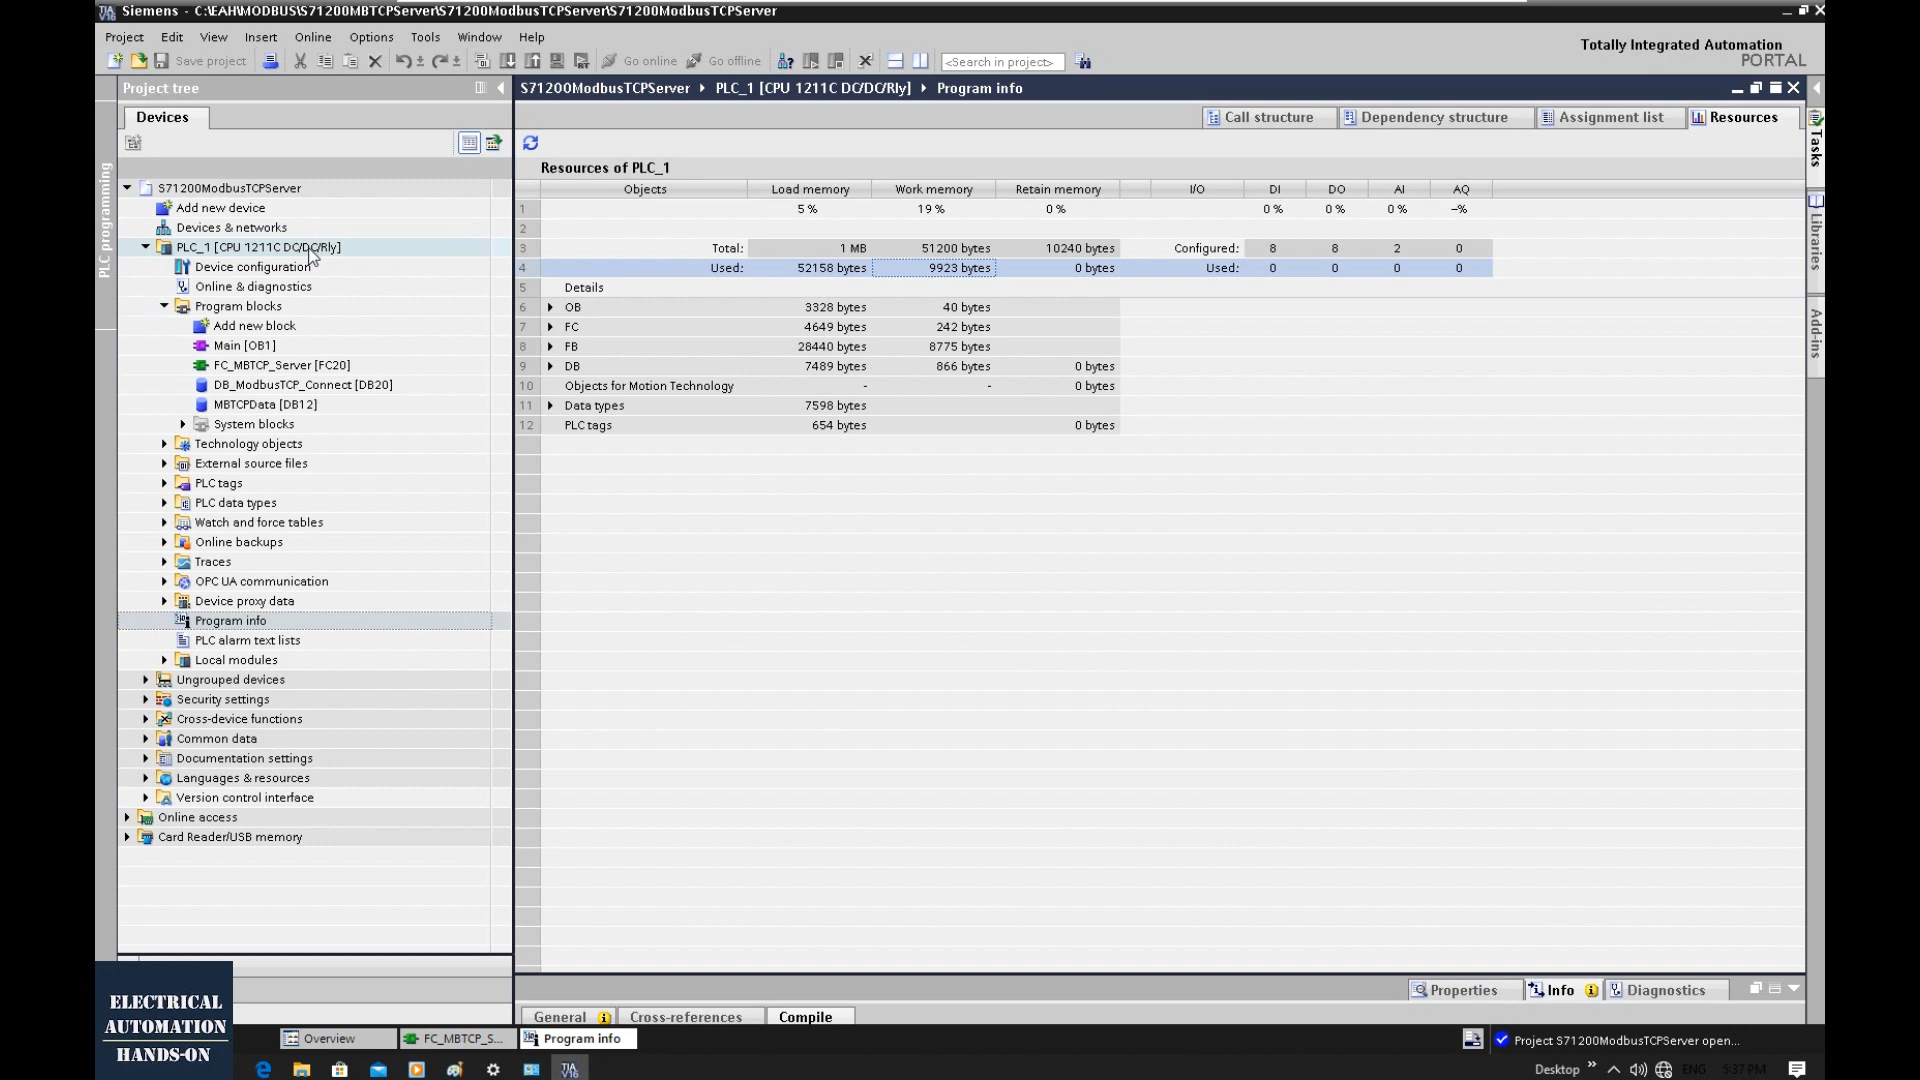 Siemens - C:\EAH\MODBUS\S71200MBTCPServer\S71200ModbusTCPServer\S71200ModbusTCPServer
Project Edit View Insert Online Options Tools Window Help
Totally Integrated Automation
PORTAL
Save project Go online Go offline <Search in project>
Project tree
S71200ModbusTCPServer PLC_1 [CPU 1211C DC/DC/Rly] Program info
Devices
Call structure Dependency structure Assignment list Resources
PLC programming
Tasks
Libraries
Add-ins
S71200ModbusTCPServer
Add new device
Devices & networks
PLC_1 [CPU 1211C DC/DC/Rly]
Device configuration
Online & diagnostics
Program blocks
Add new block
Main [OB1]
FC_MBTCP_Server [FC20]
DB_ModbusTCP_Connect [DB20]
MBTCPData [DB12]
System blocks
Technology objects
External source files
PLC tags
PLC data types
Watch and force tables
Online backups
Traces
OPC UA communication
Device proxy data
Program info
PLC alarm text lists
Local modules
Ungrouped devices
Security settings
Cross-device functions
Common data
Documentation settings
Languages & resources
Version control interface
Online access
Card Reader/USB memory
Resources of PLC_1
Objects Load memory Work memory Retain memory I/O DI DO AI AQ
1 5 % 19 % 0 % 0 % 0 % 0 % -%
2
3 Total: 1 MB 51200 bytes 10240 bytes Configured: 8 8 2 0
4 Used: 52158 bytes 9923 bytes 0 bytes Used: 0 0 0 0
5 Details
6 OB 3328 bytes 40 bytes
7 FC 4649 bytes 242 bytes
8 FB 28440 bytes 8775 bytes
9 DB 7489 bytes 866 bytes 0 bytes
10 Objects for Motion Technology - - 0 bytes
11 Data types 7598 bytes
12 PLC tags 654 bytes 0 bytes
Properties Info Diagnostics
General Cross-references Compile
ELECTRICAL
AUTOMATION
HANDS-ON
Overview FC_MBTCP_S... Program info
Project S71200ModbusTCPServer open...
Desktop ENG 5:37 PM